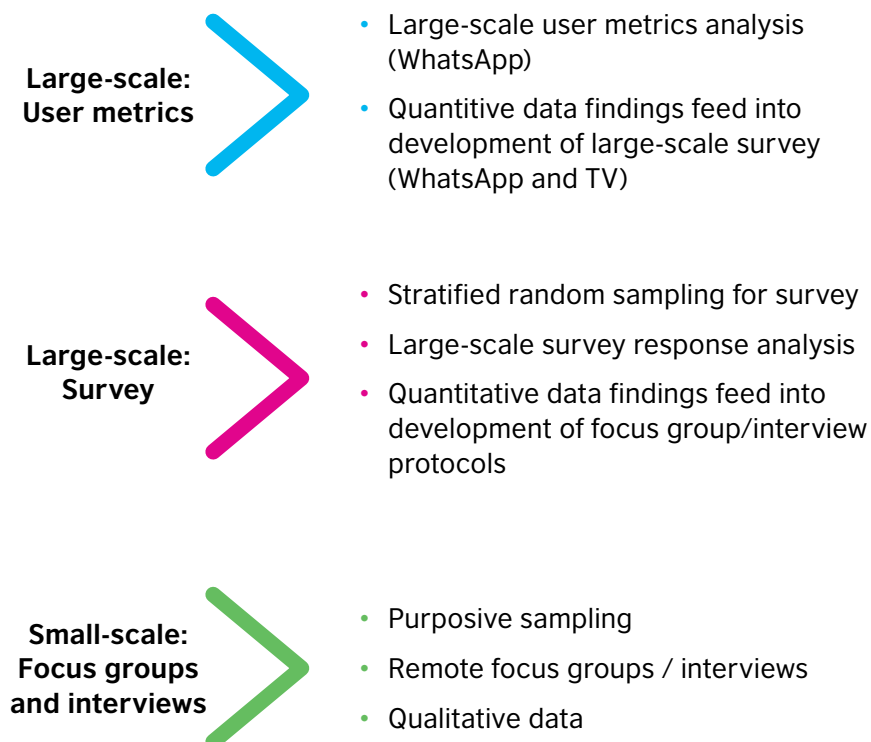 Large-scale:
User metrics
• Large-scale user metrics analysis
(WhatsApp)
• Quantitive data findings feed into
development of large-scale survey
(WhatsApp and TV)
Large-scale:
Survey
• Stratified random sampling for survey
• Large-scale survey response analysis
• Quantitative data findings feed into
development of focus group/interview
protocols
Small-scale:
Focus groups
and interviews
• Purposive sampling
• Remote focus groups / interviews
• Qualitative data